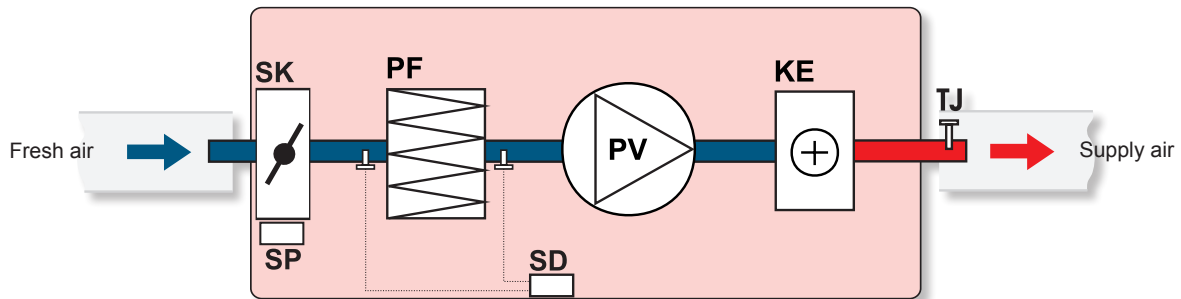 SK
PF
KE
TJ
Fresh air
PV
Supply air
SP
SD